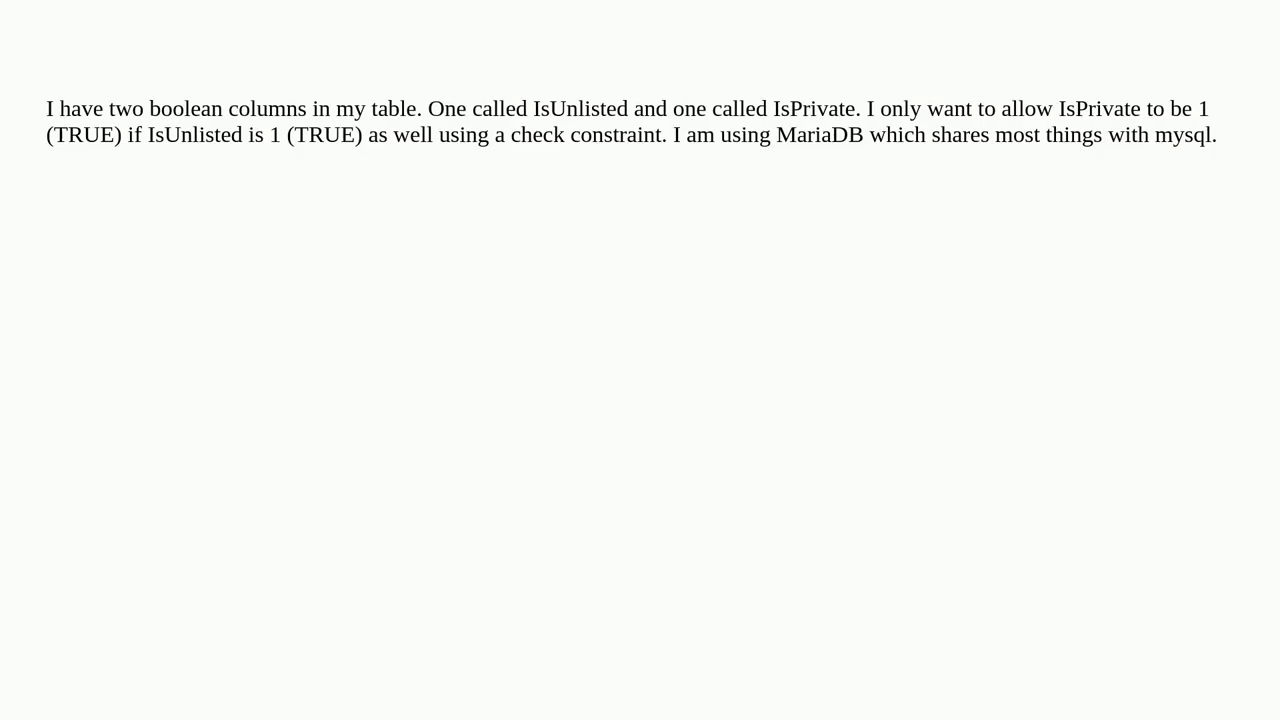 I have two boolean columns in my table. One called IsUnlisted and one called IsPrivate. I only want to allow IsPrivate to be 1
(TRUE) if IsUnlisted is 1 (TRUE) as well using a check constraint. I am using MariaDB which shares most things with mysql.